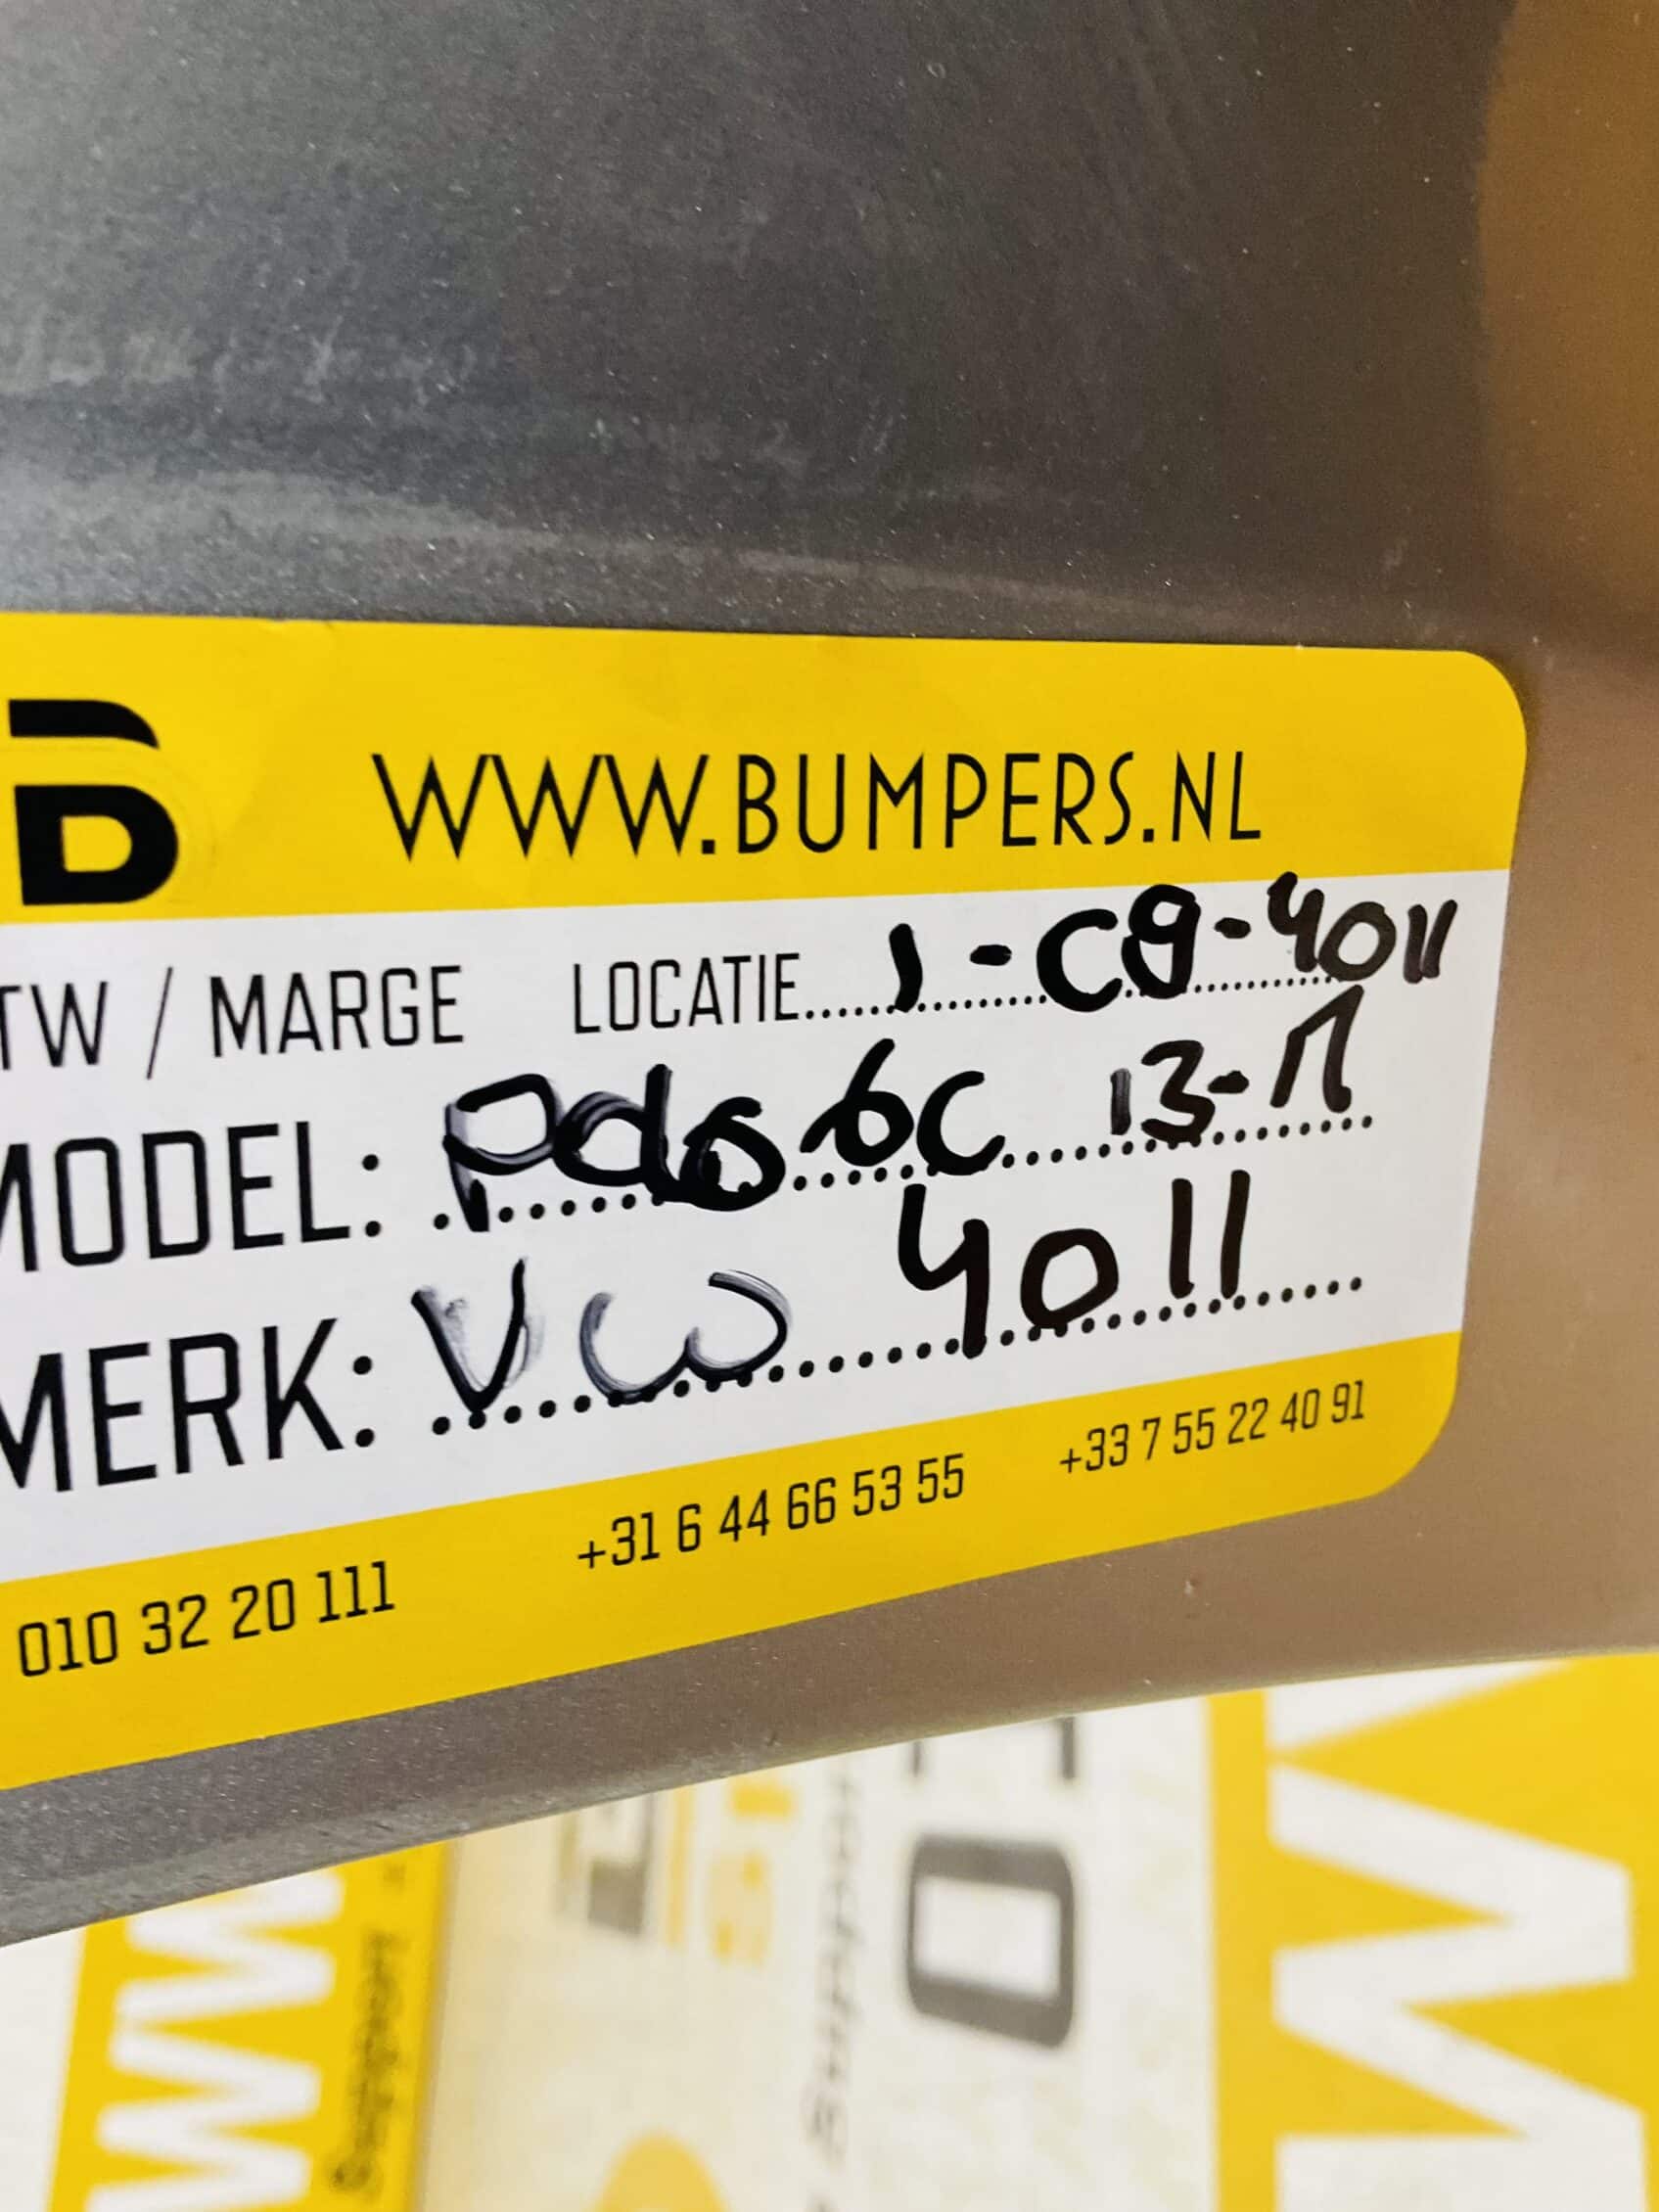 B WWW.BUMPERS.NL
TW / MARGE LOCATIE 1-C9-4011
MODEL: Polo 6C 13-17
MERK: VW 4011
010 32 20 111 +31 6 44 66 53 55 +33 7 55 22 40 91